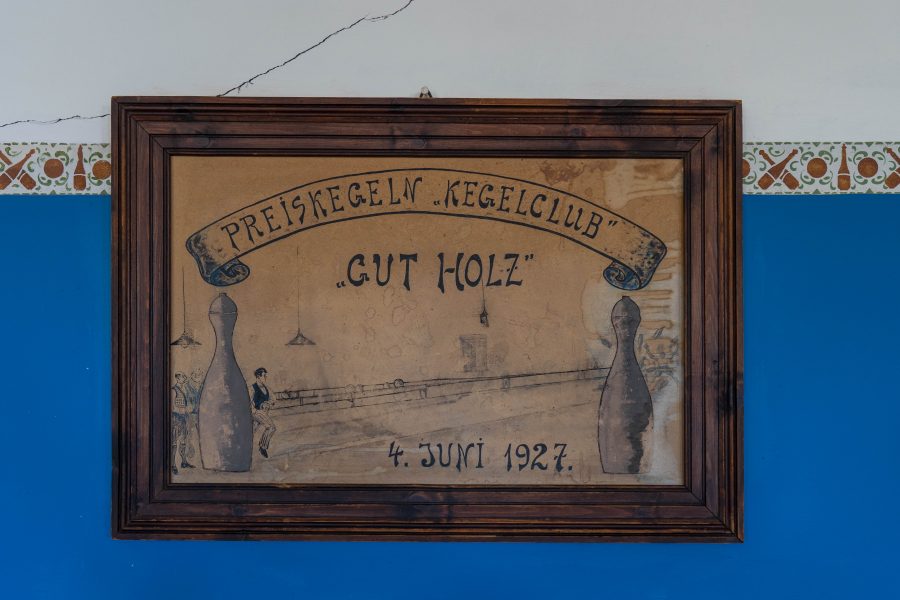 PREISKEGELN „KEGELCLUB"
„GUT HOLZ"
4. JUNI 1927.